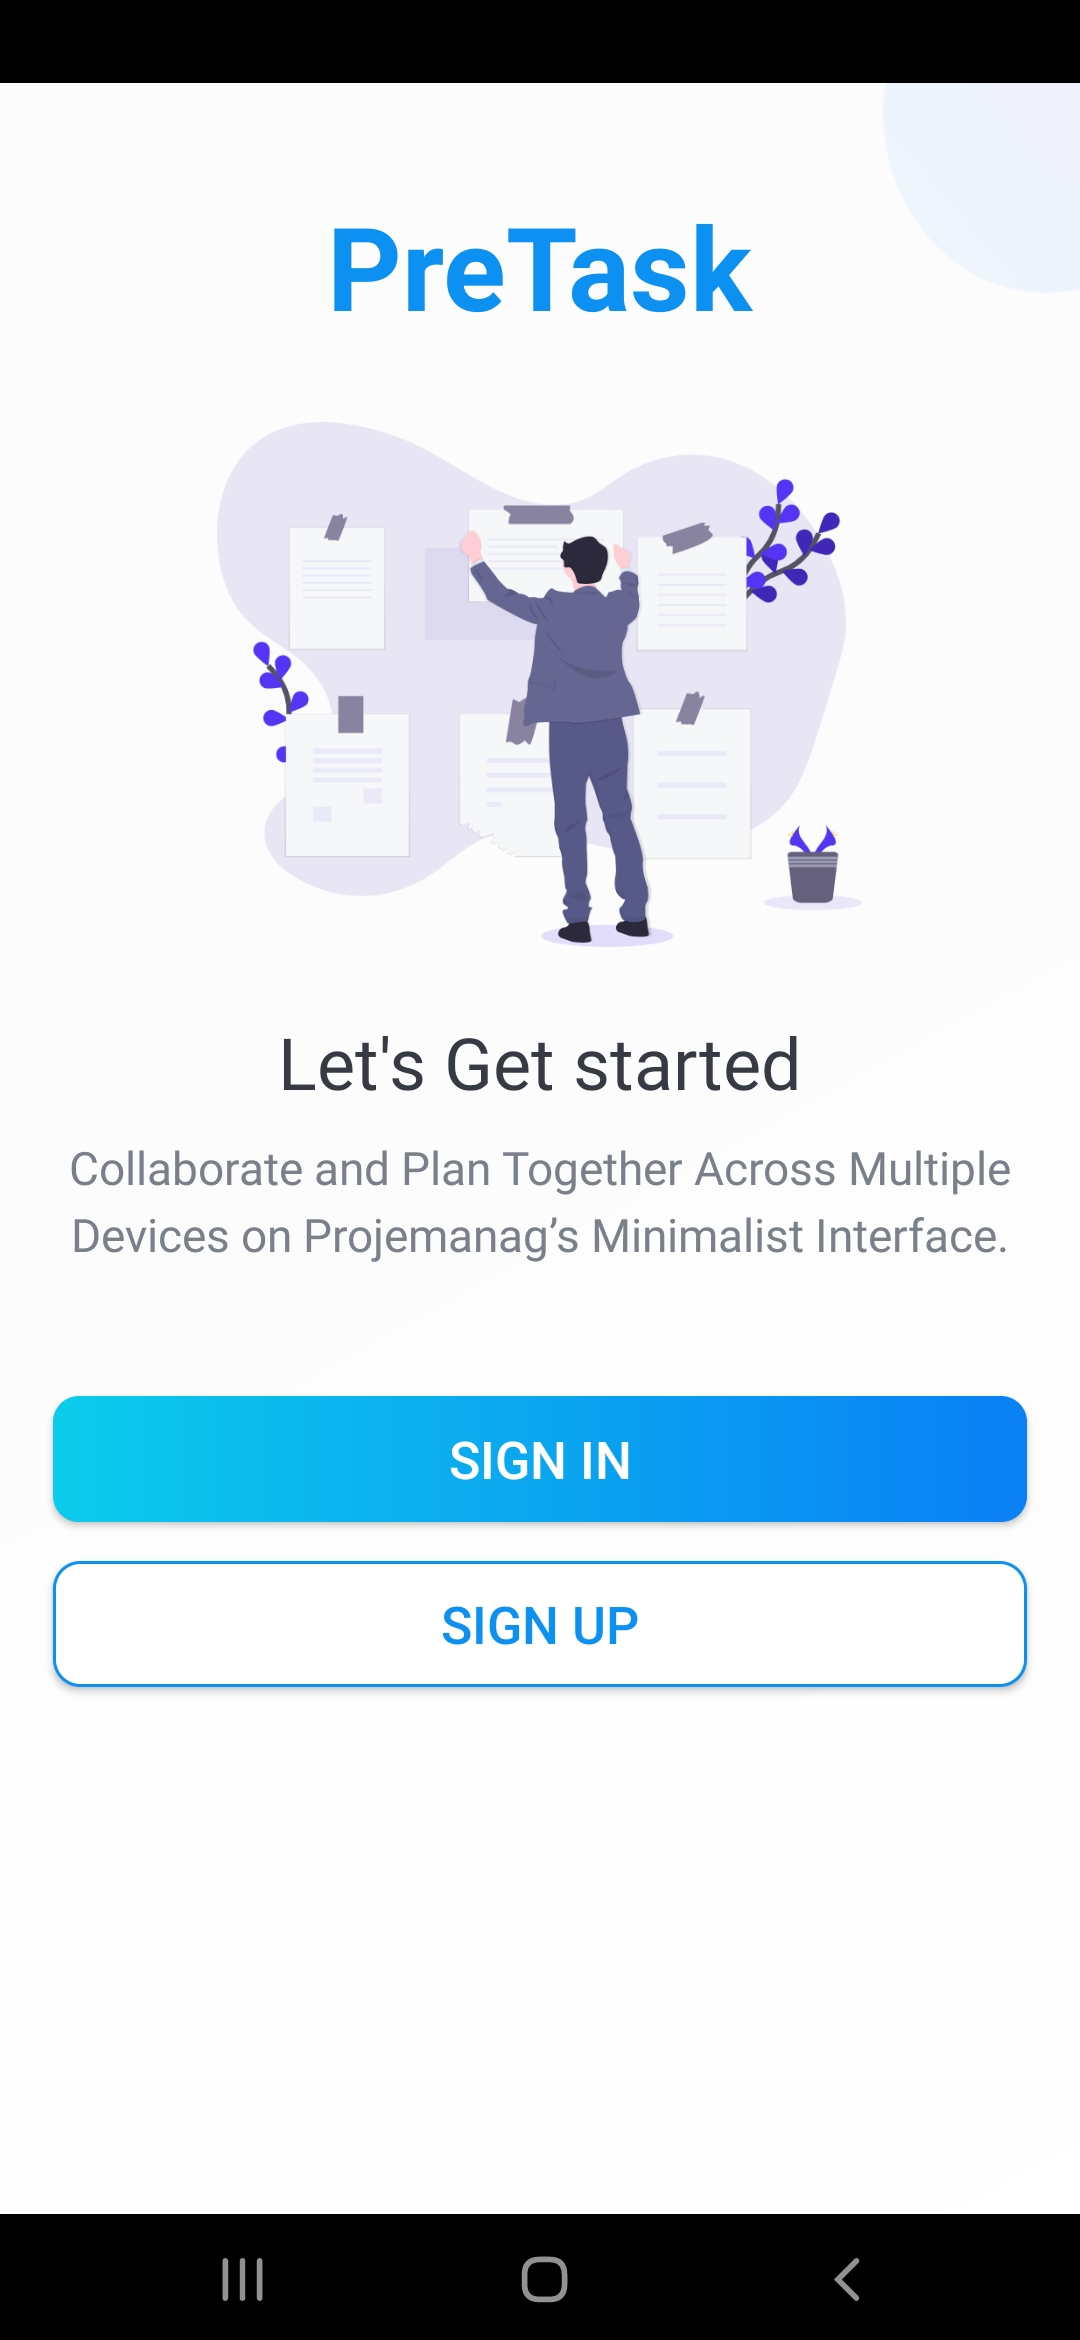 PreTask
Let's Get started
Collaborate and Plan Together Across Multiple
Devices on Projemanag’s Minimalist Interface.
SIGN IN
SIGN UP